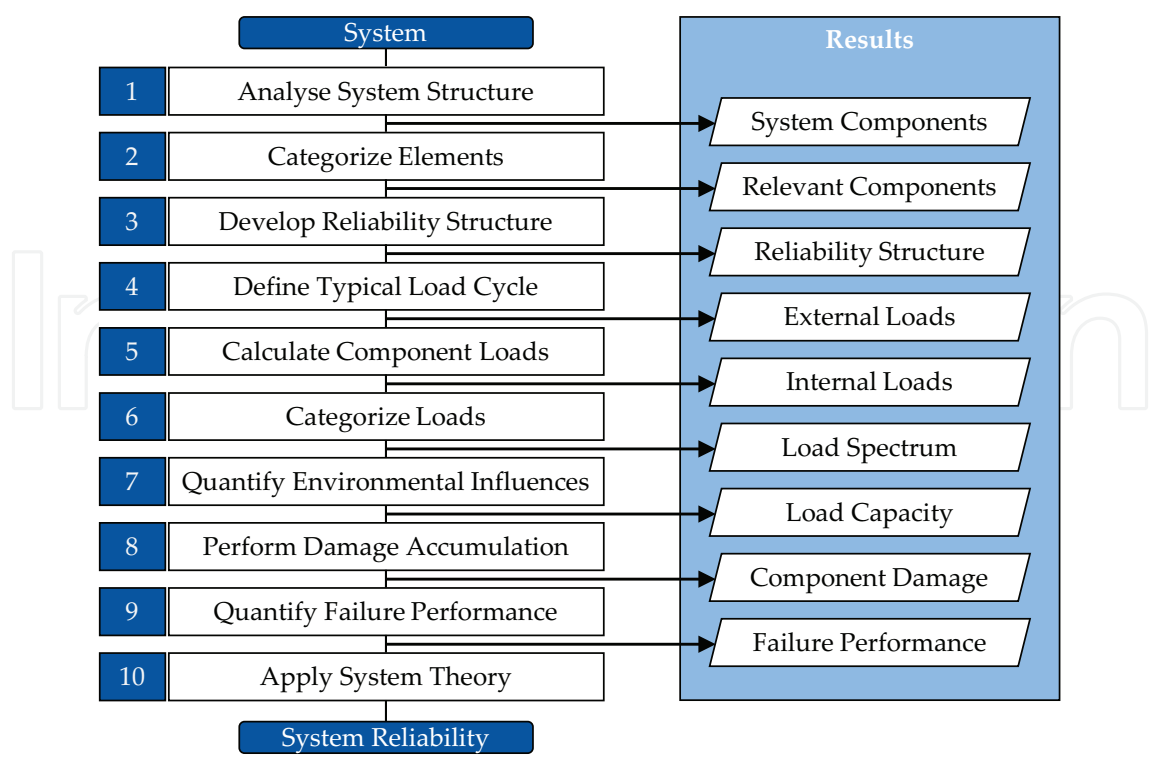 System
Results
1 Analyse System Structure
System Components
2 Categorize Elements
Relevant Components
3 Develop Reliability Structure
Reliability Structure
4 Define Typical Load Cycle
External Loads
5 Calculate Component Loads
Internal Loads
6 Categorize Loads
Load Spectrum
7 Quantify Environmental Influences
Load Capacity
8 Perform Damage Accumulation
Component Damage
9 Quantify Failure Performance
Failure Performance
10 Apply System Theory
System Reliability